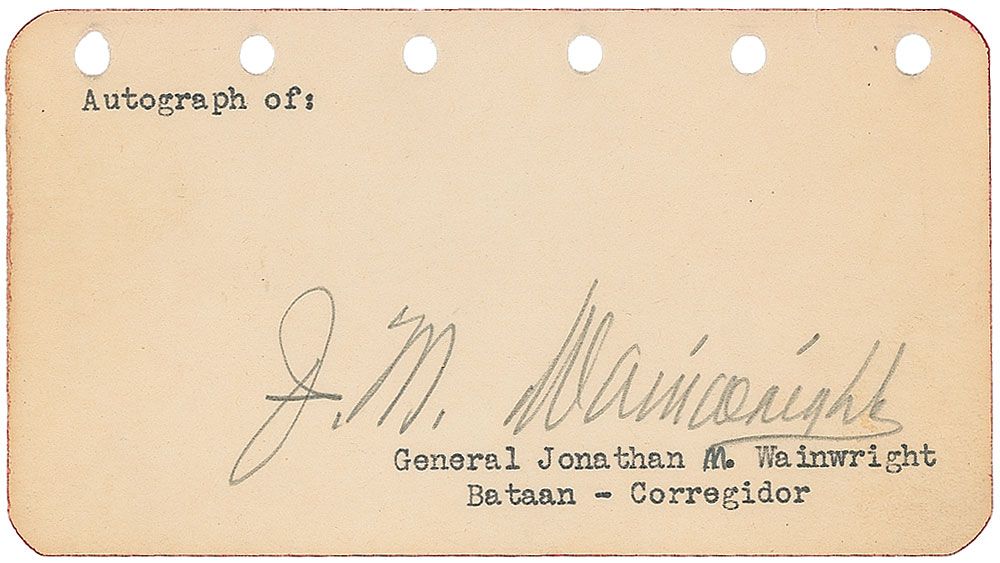 Autograph of:
J. M. Wainwright
General Jonathan M. Wainwright
Bataan - Corregidor